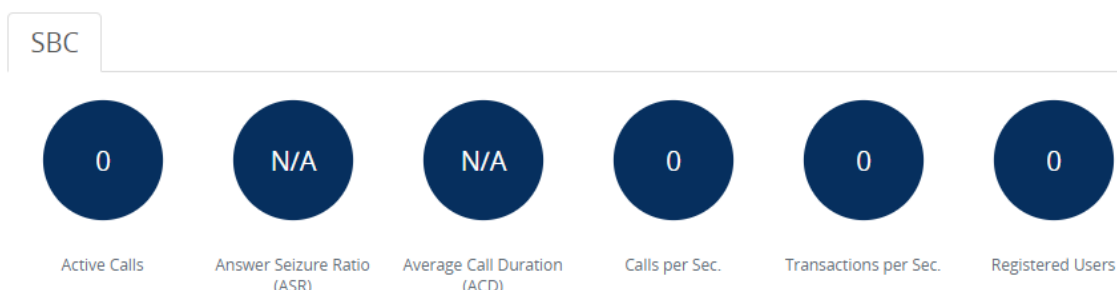 SBC
0 N/A N/A 0 0 0
Active Calls Answer Seizure Ratio Average Call Duration Calls per Sec. Transactions per Sec. Registered Users
(ASR) (ACD)